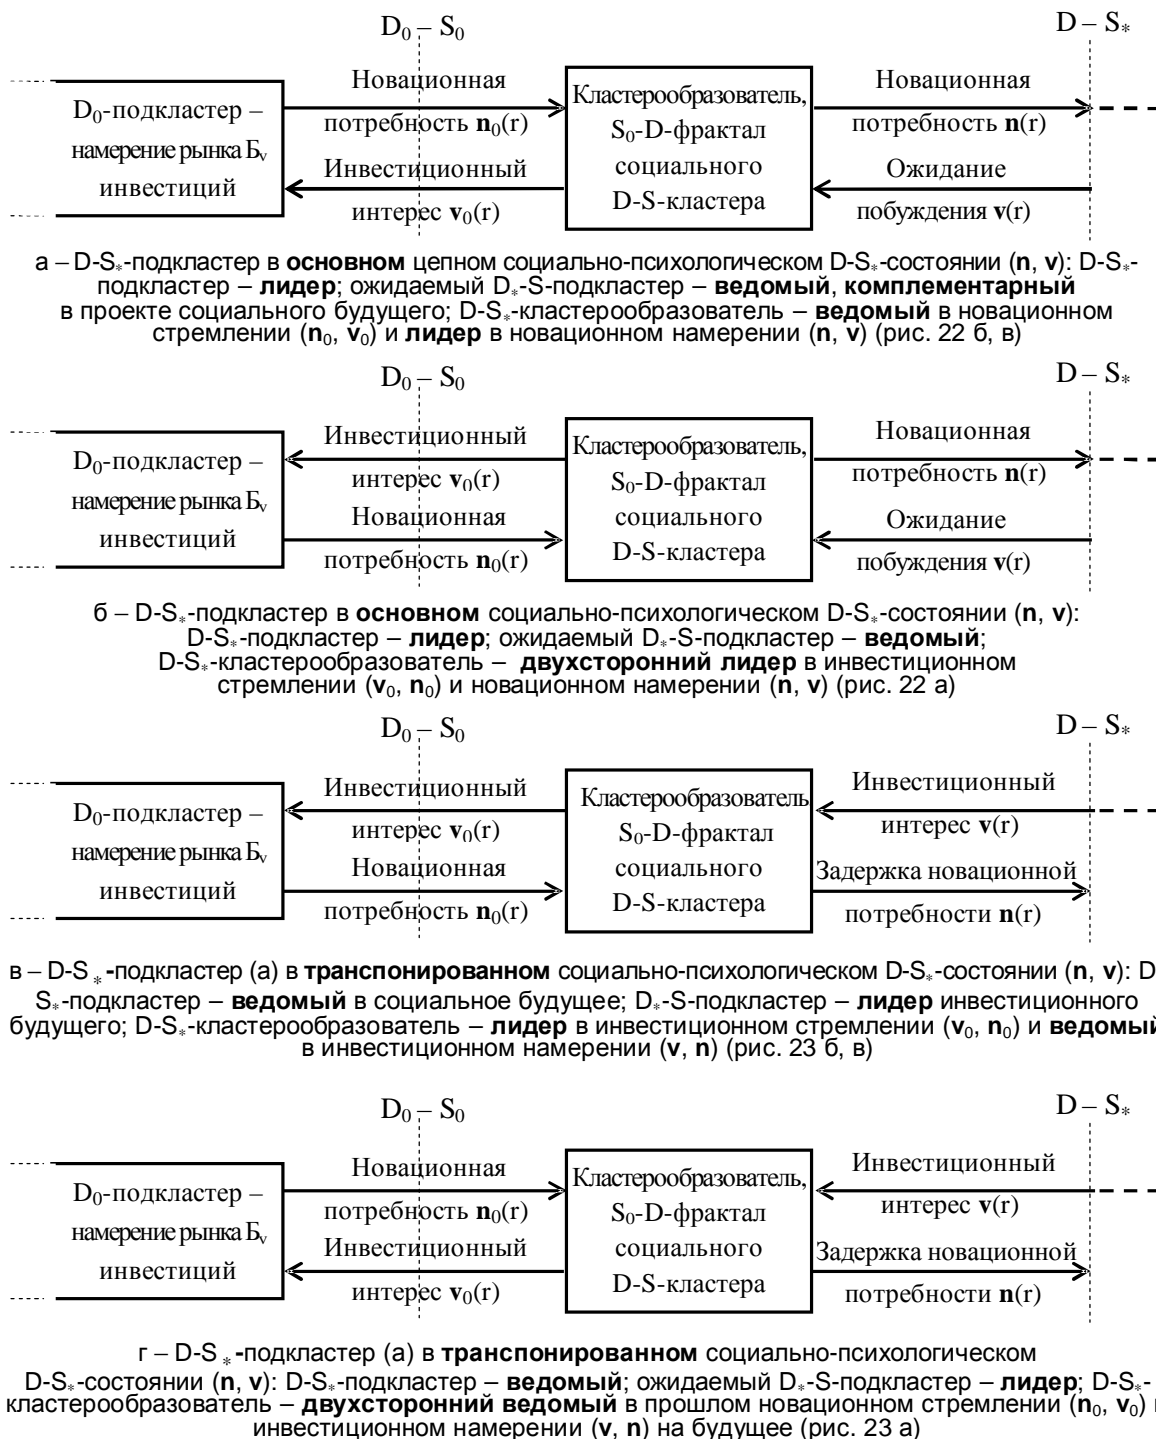 D₀ – S₀
D – S*
D₀-подкластер –
намерение рынка Бᵥ
инвестиций
Новационная
потребность n₀(r)
Инвестиционный
интерес v₀(r)
Кластерообразователь,
S₀-D-фрактал
социального
D-S-кластера
Новационная
потребность n(r)
Ожидание
побуждения v(r)
а – D-S*-подкластер в основном цепном социально-психологическом D-S*-состоянии (n, v): D-S*-
подкластер – лидер; ожидаемый D*-S-подкластер – ведомый, комплементарный
в проекте социального будущего; D-S*-кластерообразователь – ведомый в новационном
стремлении (n₀, v₀) и лидер в новационном намерении (n, v) (рис. 22 б, в)
D₀ – S₀
D – S*
D₀-подкластер –
намерение рынка Бᵥ
инвестиций
Инвестиционный
интерес v₀(r)
Новационная
потребность n₀(r)
Кластерообразователь,
S₀-D-фрактал
социального
D-S-кластера
Новационная
потребность n(r)
Ожидание
побуждения v(r)
б – D-S*-подкластер в основном социально-психологическом D-S*-состоянии (n, v):
D-S*-подкластер – лидер; ожидаемый D*-S-подкластер – ведомый;
D-S*-кластерообразователь – двухсторонний лидер в инвестиционном
стремлении (v₀, n₀) и новационном намерении (n, v) (рис. 22 а)
D₀ – S₀
D – S*
D₀-подкластер –
намерение рынка Бᵥ
инвестиций
Инвестиционный
интерес v₀(r)
Новационная
потребность n₀(r)
Кластерообразователь
S₀-D-фрактал
социального
D-S-кластера
Инвестиционный
интерес v(r)
Задержка новационной
потребности n(r)
в – D-S*-подкластер (а) в транспонированном социально-психологическом D-S*-состоянии (n, v): D
S*-подкластер – ведомый в социальное будущее; D*-S-подкластер – лидер инвестиционного
будущего; D-S*-кластерообразователь – лидер в инвестиционном стремлении (v₀, n₀) и ведомый
в инвестиционном намерении (v, n) (рис. 23 б, в)
D₀ – S₀
D – S*
D₀-подкластер –
намерение рынка Бᵥ
инвестиций
Новационная
потребность n₀(r)
Инвестиционный
интерес v₀(r)
Кластерообразователь,
S₀-D-фрактал
социального
D-S-кластера
Инвестиционный
интерес v(r)
Задержка новационной
потребности n(r)
г – D-S*-подкластер (а) в транспонированном социально-психологическом
D-S*-состоянии (n, v): D-S*-подкластер – ведомый; ожидаемый D*-S-подкластер – лидер; D-S*-
кластерообразователь – двухсторонний ведомый в прошлом новационном стремлении (n₀, v₀)
инвестиционном намерении (v, n) на будущее (рис. 23 а)